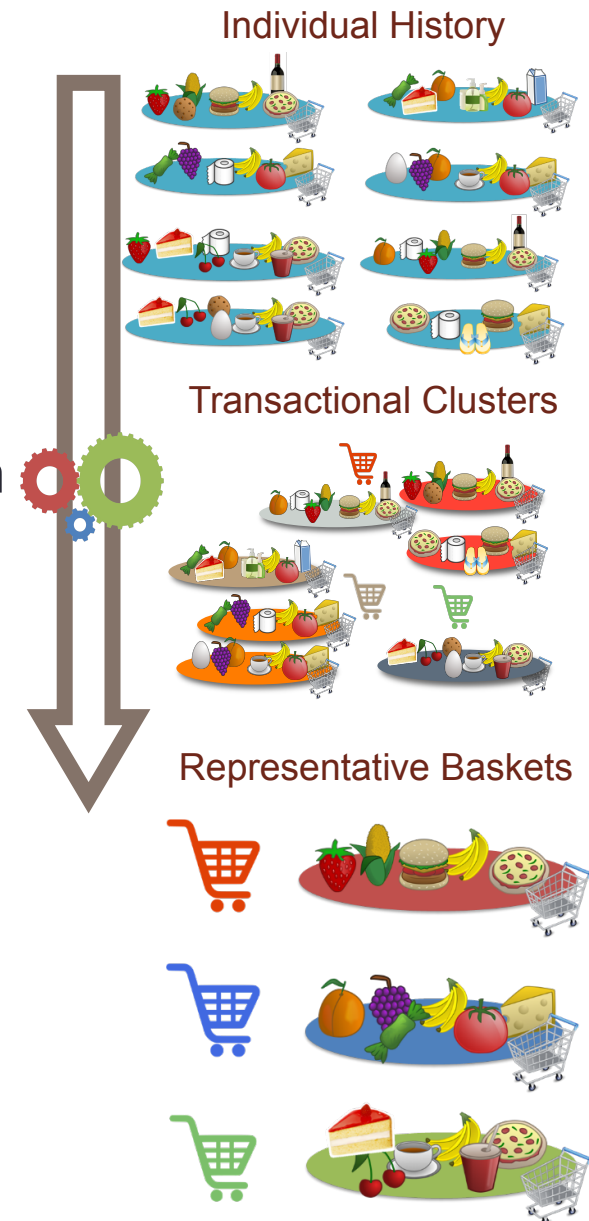 Individual History
Transactional Clusters
n
Representative Baskets